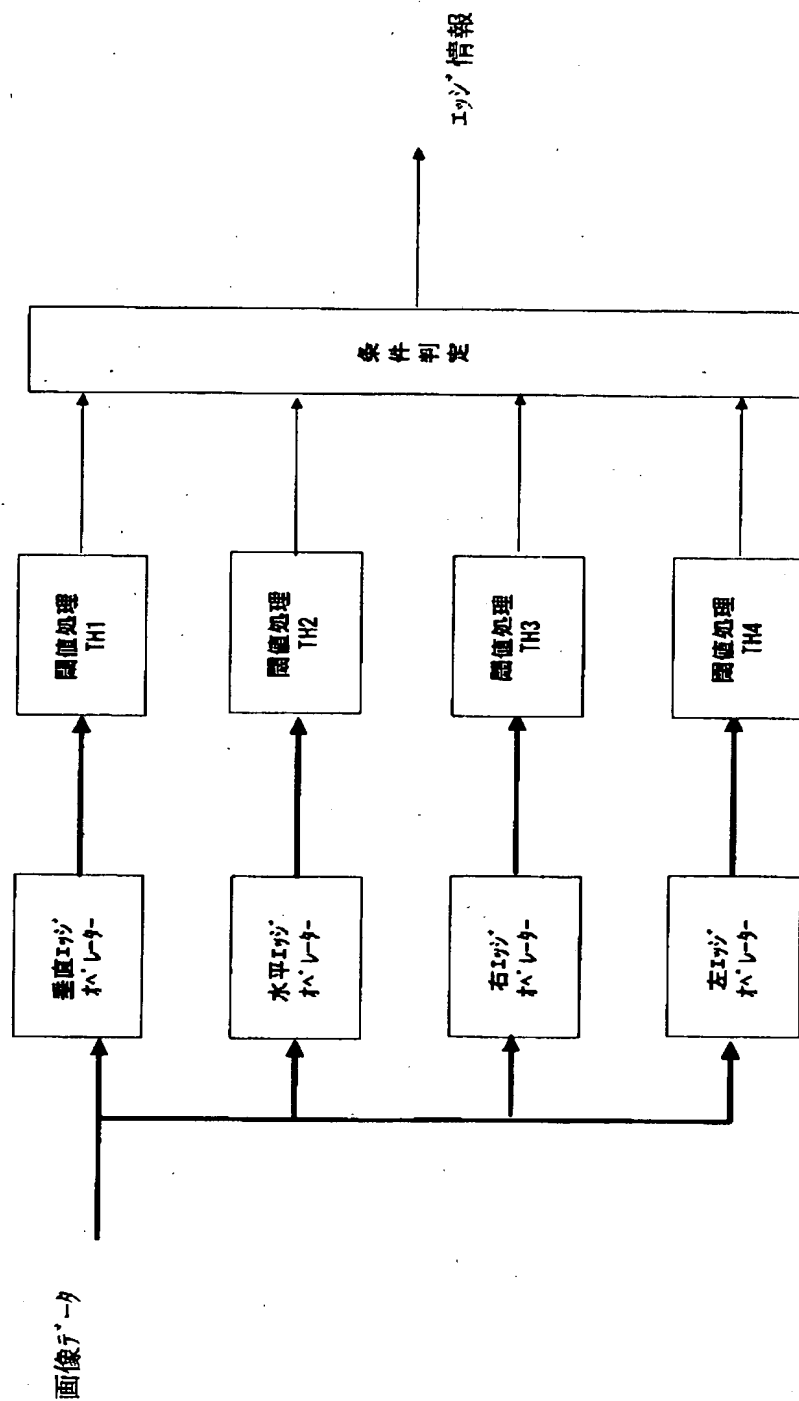 画像ﾃﾞｰﾀ
垂直ｴｯｼﾞ
ｵﾍﾟﾚｰﾀｰ
閾値処理
TH1
水平ｴｯｼﾞ
ｵﾍﾟﾚｰﾀｰ
閾値処理
TH2
右ｴｯｼﾞ
ｵﾍﾟﾚｰﾀｰ
閾値処理
TH3
左ｴｯｼﾞ
ｵﾍﾟﾚｰﾀｰ
閾値処理
TH4
条件判定
ｴｯｼﾞ情報